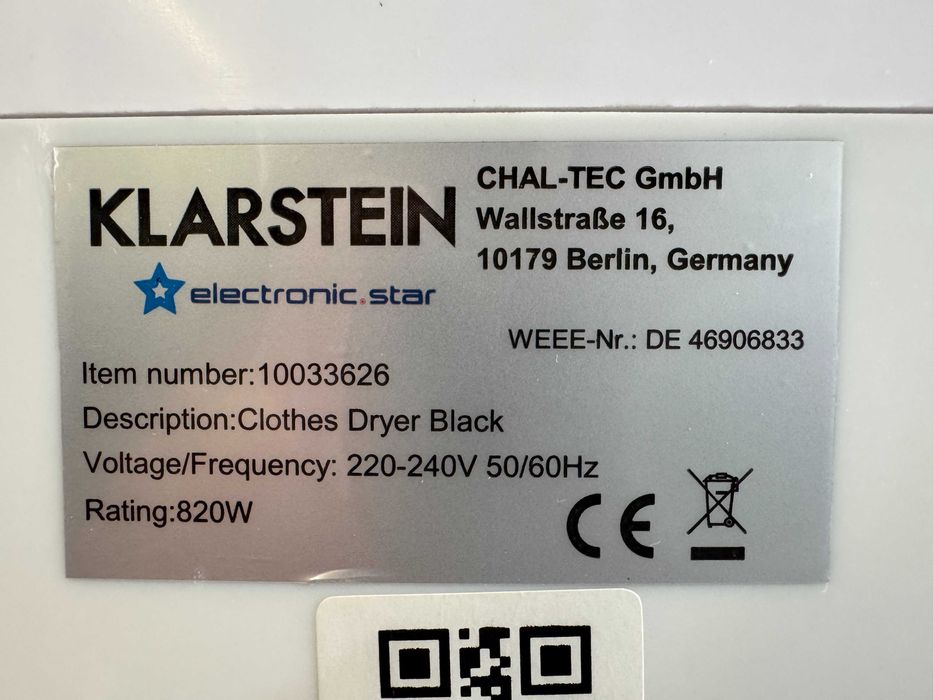 KLARSTEIN
electronic.star
CHAL-TEC GmbH
Wallstraße 16,
10179 Berlin, Germany
WEEE-Nr.: DE 46906833
Item number:10033626
Description:Clothes Dryer Black
Voltage/Frequency: 220-240V 50/60Hz
Rating:820W
CE